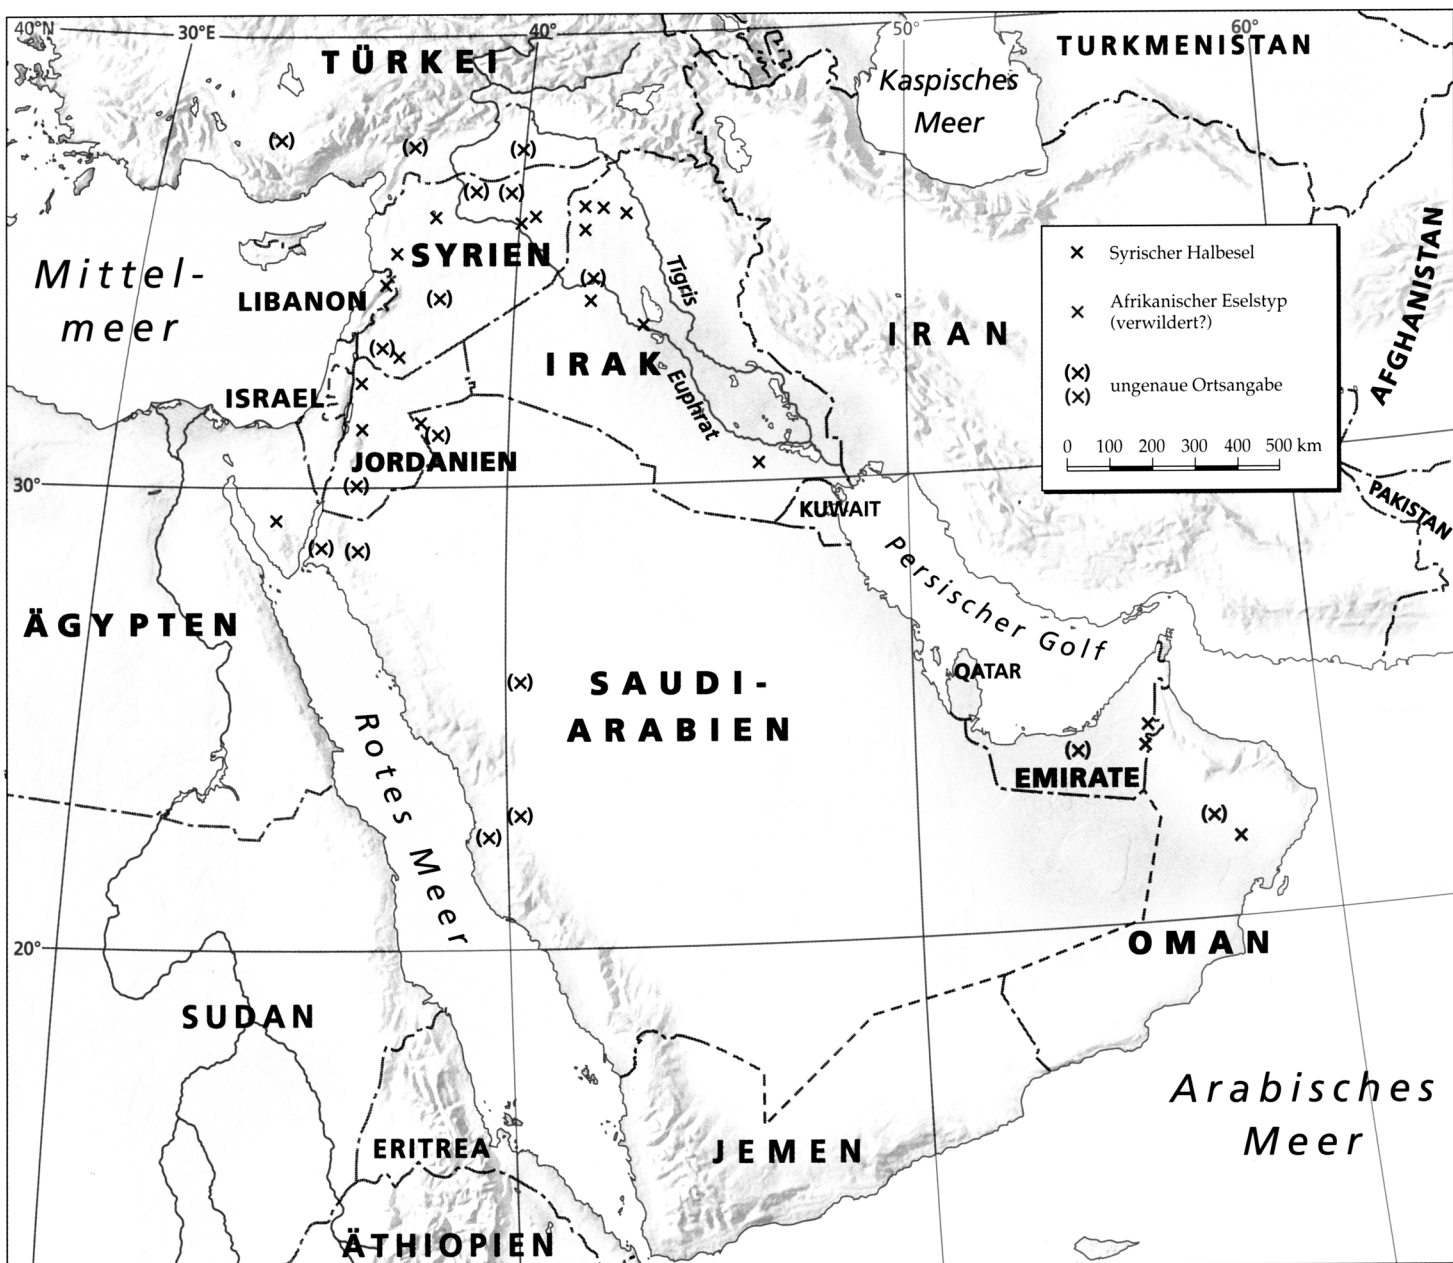 40°N
30°E
40°
50°
60°
TÜRKEI
TURKMENISTAN
Kaspisches
Meer
SYRIEN
Mittel-
meer
LIBANON
Tigris
IRAK
Euphrat
IRAN
AFGHANISTAN
Syrischer Halbesel
Afrikanischer Eselstyp
(verwildert?)
ungenaue Ortsangabe
0 100 200 300 400 500 km
ISRAEL
JORDANIEN
30°
KUWAIT
PAKISTAN
Persischer Golf
ÄGYPTEN
QATAR
SAUDI-
ARABIEN
Rotes Meer
EMIRATE
20°
OMAN
SUDAN
Arabisches
Meer
ERITREA
JEMEN
ÄTHIOPIEN